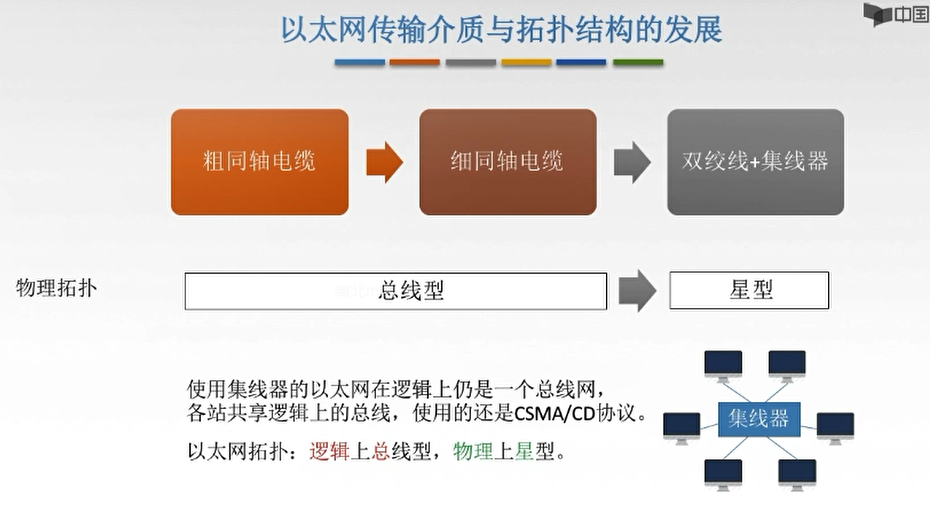 以太网传输介质与拓扑结构的发展
中国
粗同轴电缆
细同轴电缆
双绞线+集线器
物理拓扑
总线型
星型
使用集线器的以太网在逻辑上仍是一个总线网，
各站共享逻辑上的总线，使用的还是CSMA/CD协议。
以太网拓扑：逻辑上总线型，物理上星型。
集线器